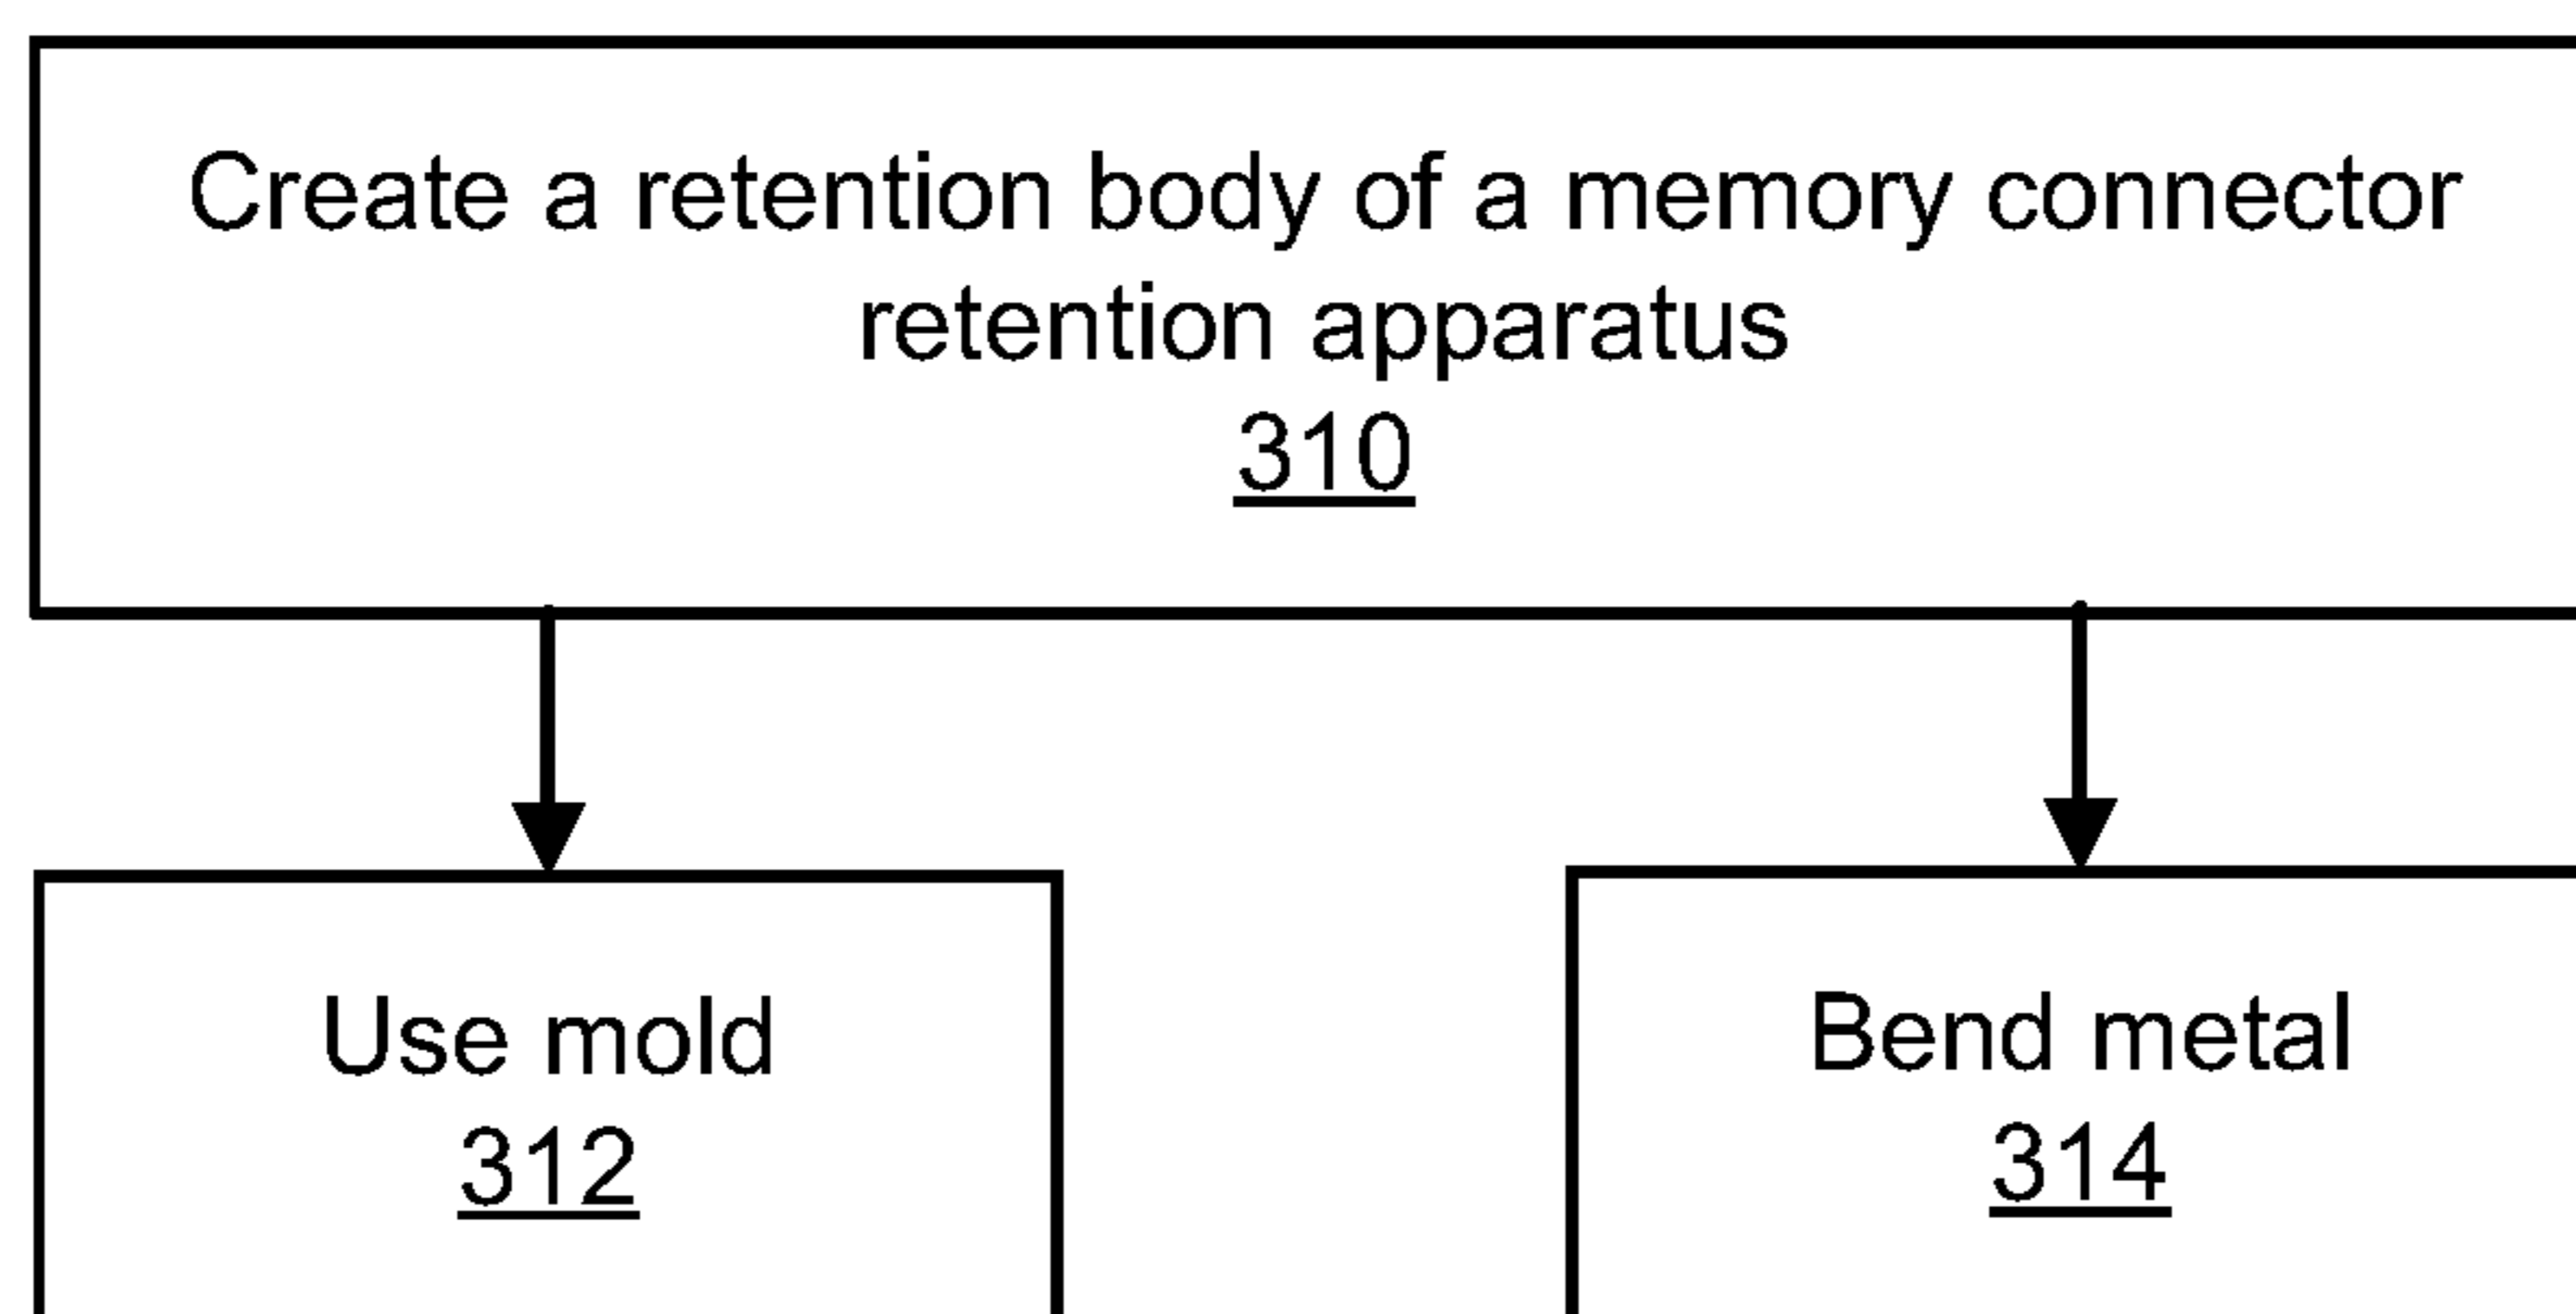 Create a retention body of a memory connector
retention apparatus
310
Use mold
312
Bend metal
314